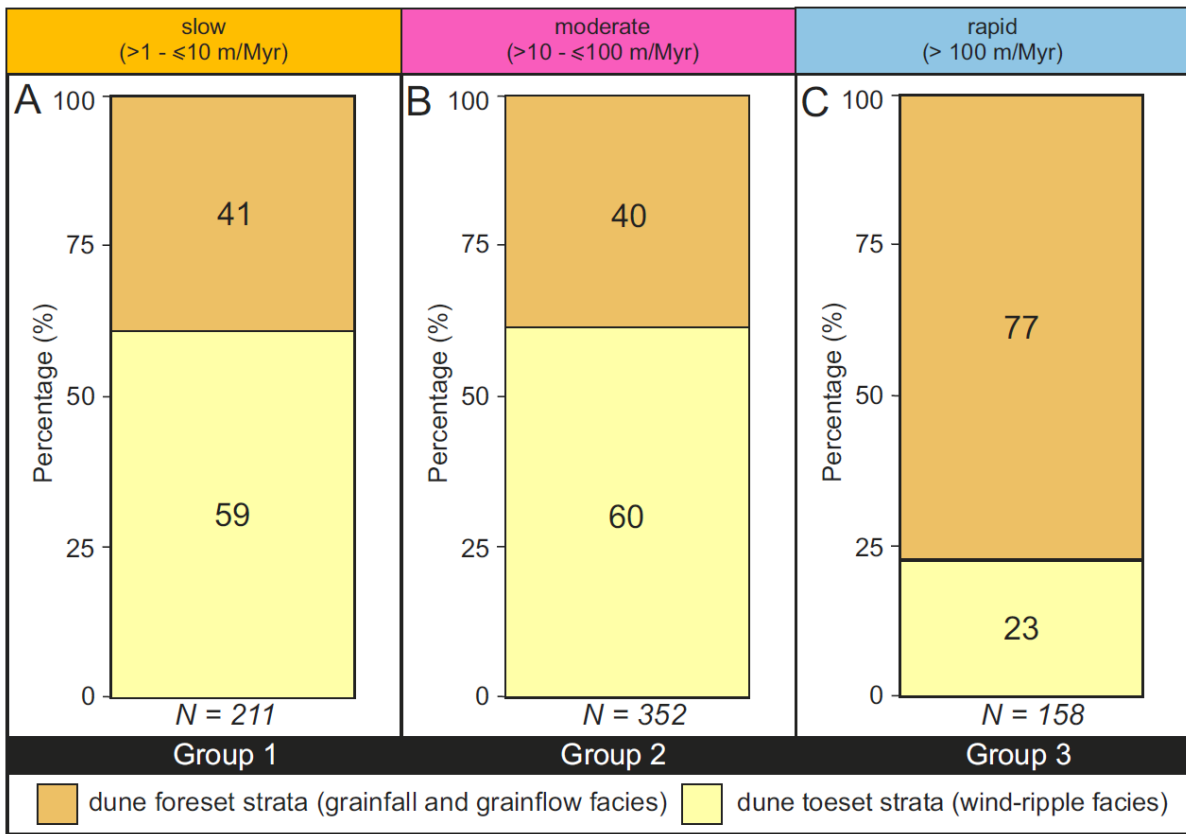 slow
(>1 - ⩽10 m/Myr)
moderate
(>10 - ⩽100 m/Myr)
rapid
(> 100 m/Myr)
A
100
75
50
25
0
Percentage (%)
41
59
N = 211
Group 1
B
100
75
50
25
0
Percentage (%)
40
60
N = 352
Group 2
C
100
75
50
25
0
Percentage (%)
77
23
N = 158
Group 3
dune foreset strata (grainfall and grainflow facies)
dune toeset strata (wind-ripple facies)